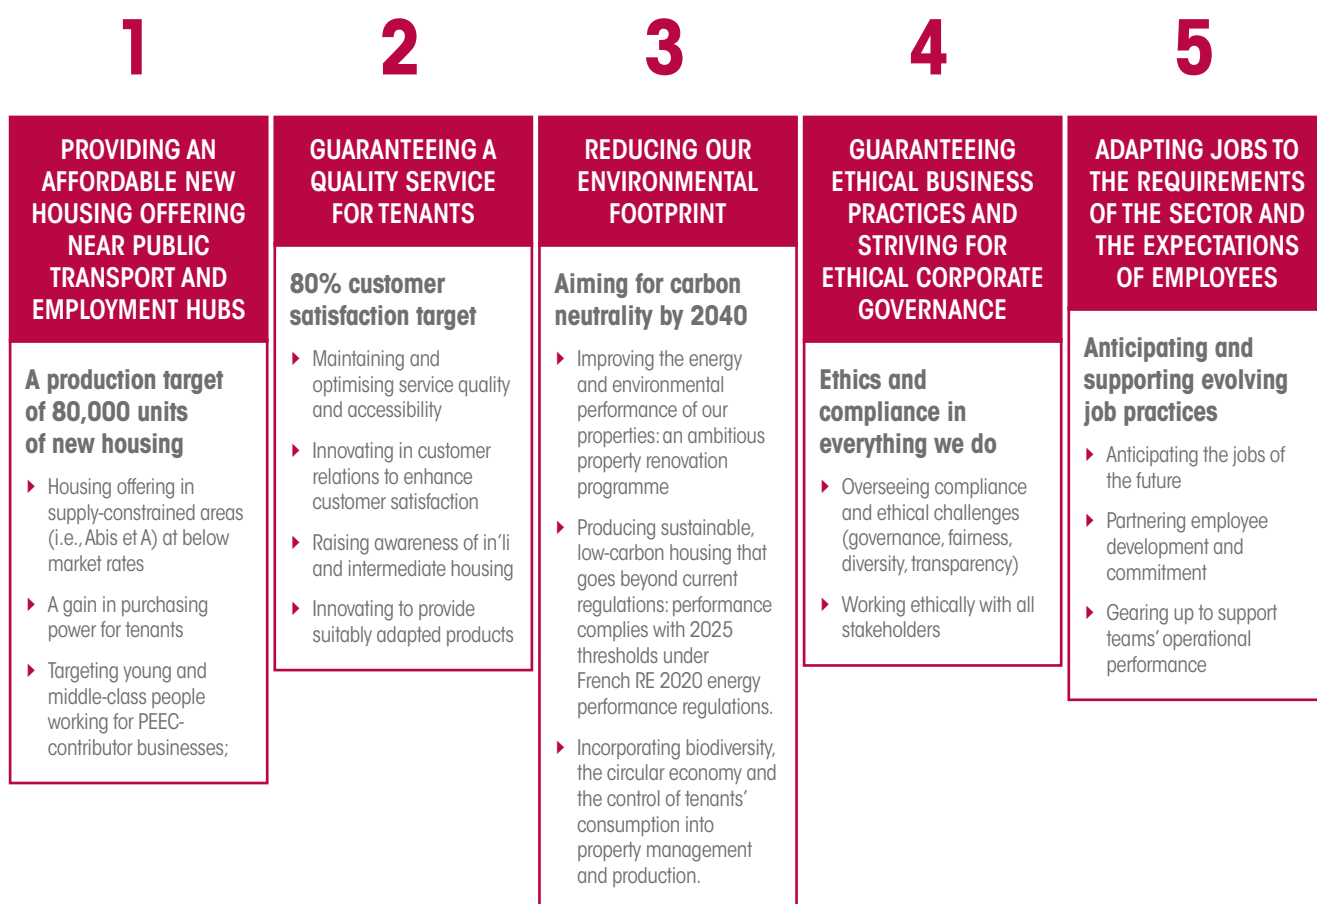 1
PROVIDING AN
AFFORDABLE NEW
HOUSING OFFERING
NEAR PUBLIC
TRANSPORT AND
EMPLOYMENT HUBS
A production target
of 80,000 units
of new housing
Housing offering in
supply-constrained areas
(i.e., Abis et A) at below
market rates
A gain in purchasing
power for tenants
Targeting young and
middle-class people
working for PEEC-
contributor businesses;
2
GUARANTEEING A
QUALITY SERVICE
FOR TENANTS
80% customer
satisfaction target
Maintaining and
optimising service quality
and accessibility
Innovating in customer
relations to enhance
customer satisfaction
Raising awareness of in’li
and intermediate housing
Innovating to provide
suitably adapted products
3
REDUCING OUR
ENVIRONMENTAL
FOOTPRINT
Aiming for carbon
neutrality by 2040
Improving the energy
and environmental
performance of our
properties: an ambitious
property renovation
programme
Producing sustainable,
low-carbon housing that
goes beyond current
regulations: performance
complies with 2025
thresholds under
French RE 2020 energy
performance regulations.
Incorporating biodiversity,
the circular economy and
the control of tenants’
consumption into
property management
and production.
4
GUARANTEEING
ETHICAL BUSINESS
PRACTICES AND
STRIVING FOR
ETHICAL CORPORATE
GOVERNANCE
Ethics and
compliance in
everything we do
Overseeing compliance
and ethical challenges
(governance, fairness,
diversity, transparency)
Working ethically with all
stakeholders
5
ADAPTING JOBS TO
THE REQUIREMENTS
OF THE SECTOR AND
THE EXPECTATIONS
OF EMPLOYEES
Anticipating and
supporting evolving
job practices
Anticipating the jobs of
the future
Partnering employee
development and
commitment
Gearing up to support
teams’ operational
performance